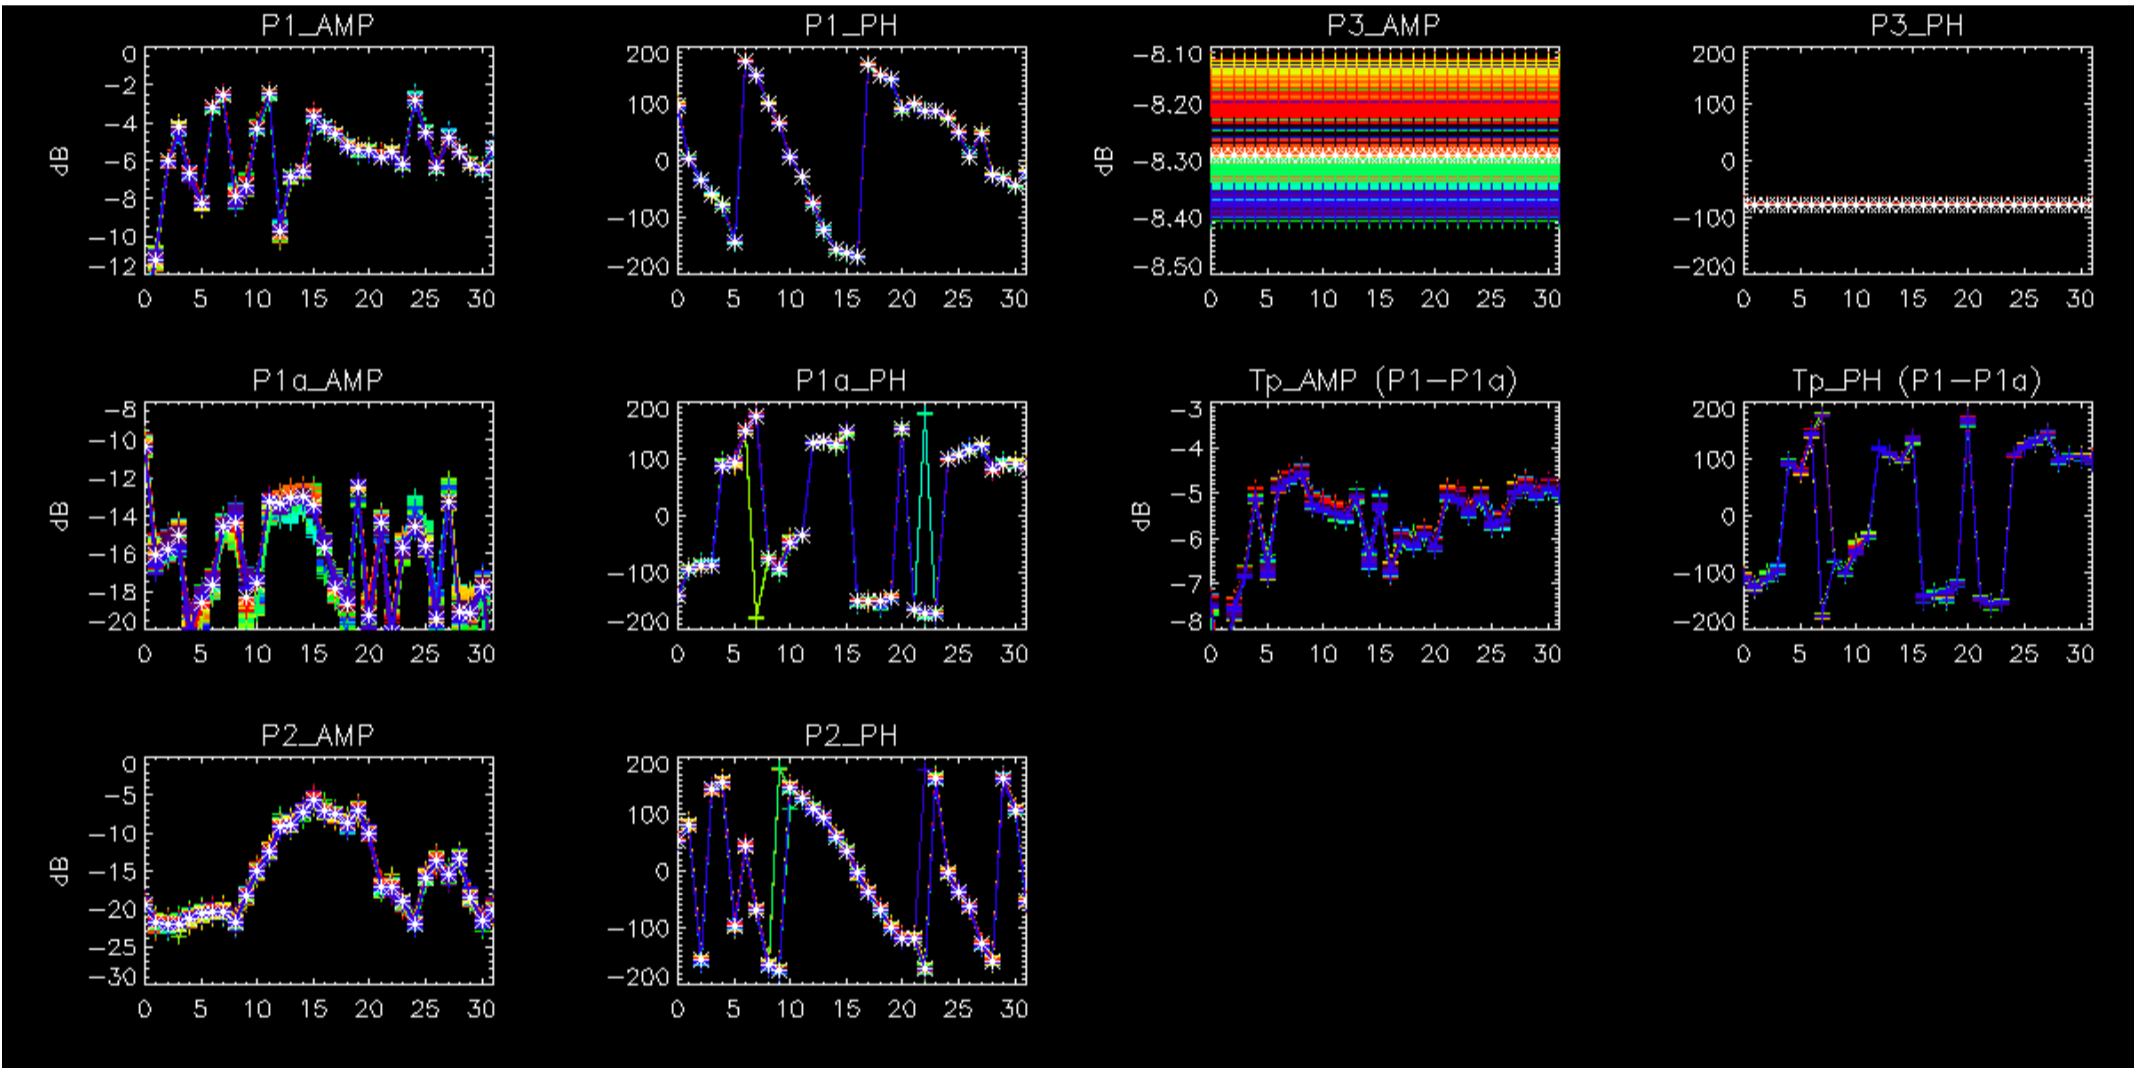 P1_AMP
0
-2
-4
-6
-8
-10
-12
dB
0 5 10 15 20 25 30
P1_PH
200
100
0
-100
-200
0 5 10 15 20 25 30
P3_AMP
-8.10
-8.20
-8.30
-8.40
-8.50
dB
0 5 10 15 20 25 30
P3_PH
200
100
0
-100
-200
0 5 10 15 20 25 30
P1a_AMP
-8
-10
-12
-14
-16
-18
-20
dB
0 5 10 15 20 25 30
P1a_PH
200
100
0
-100
-200
0 5 10 15 20 25 30
Tp_AMP (P1-P1a)
-3
-4
-5
-6
-7
-8
dB
0 5 10 15 20 25 30
Tp_PH (P1-P1a)
200
100
0
-100
-200
0 5 10 15 20 25 30
P2_AMP
0
-5
-10
-15
-20
-25
-30
dB
0 5 10 15 20 25 30
P2_PH
200
100
0
-100
-200
0 5 10 15 20 25 30